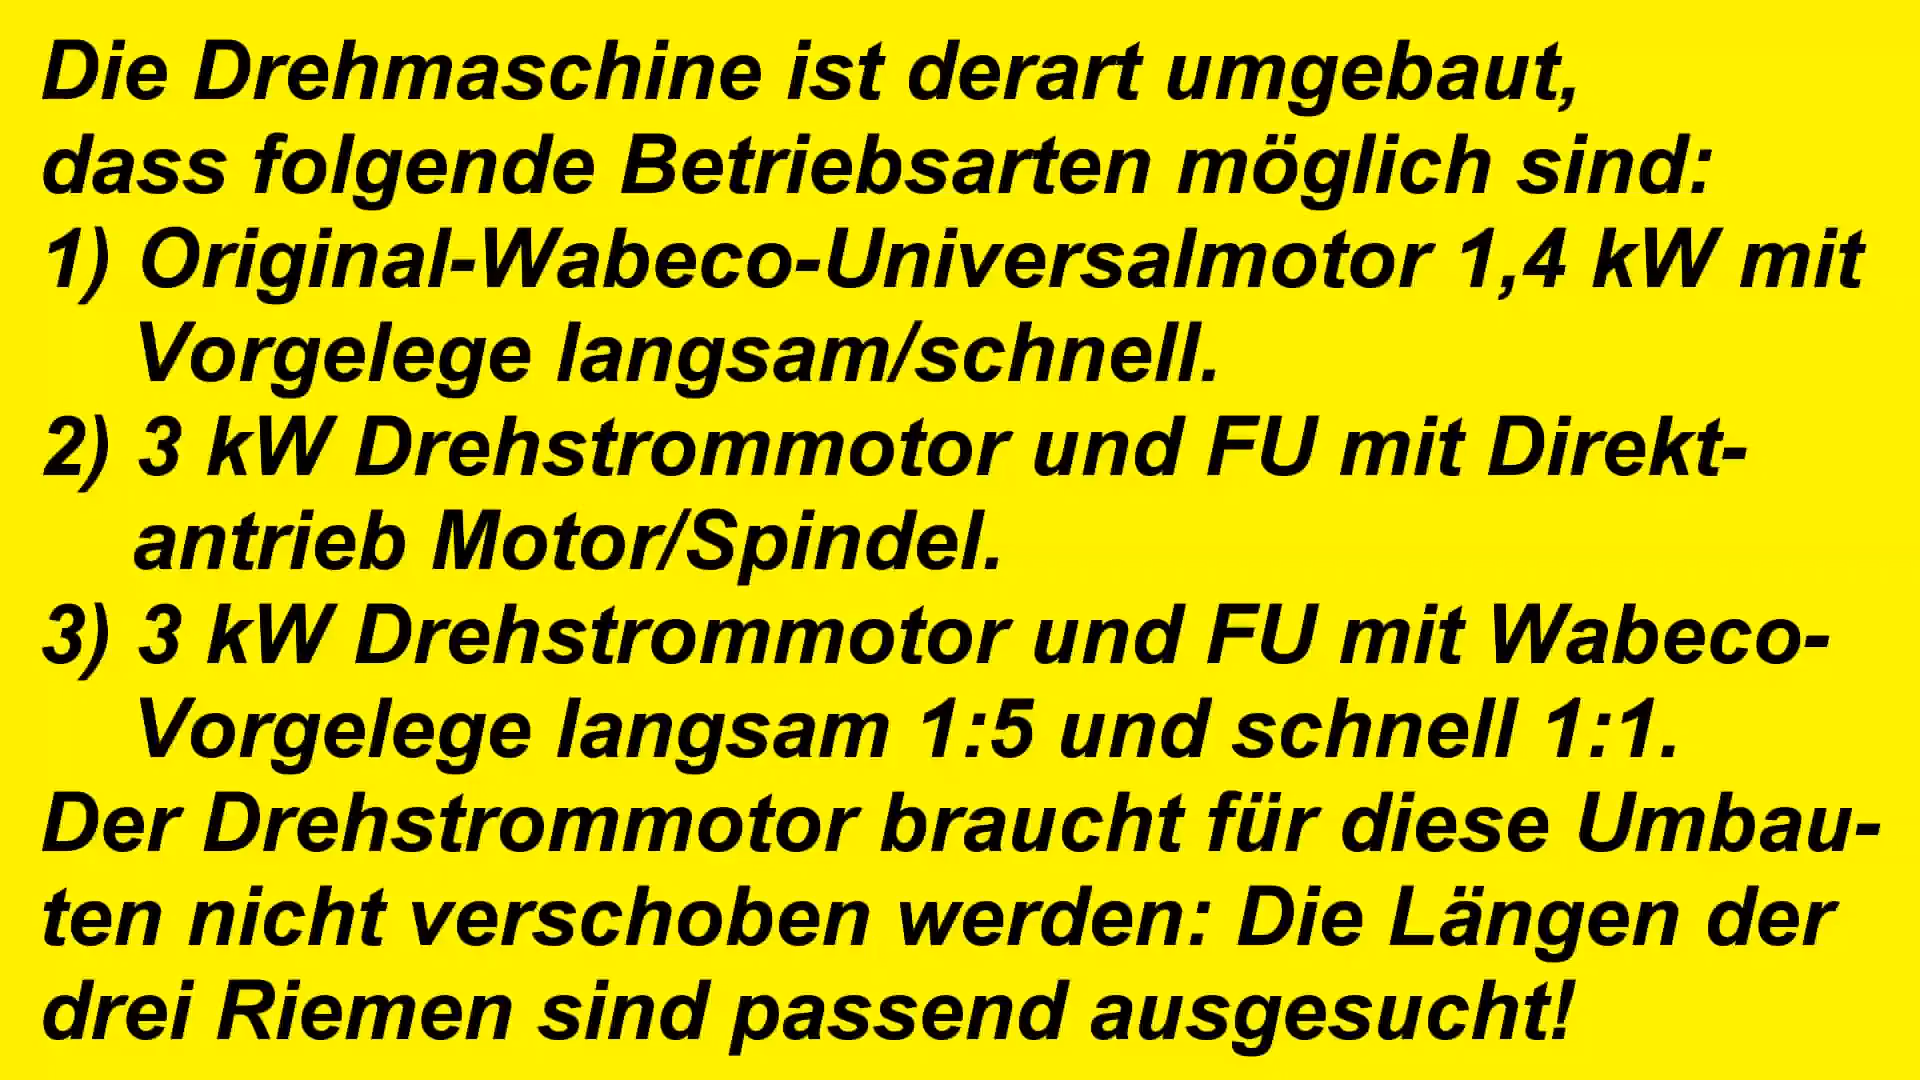 Die Drehmaschine ist derart umgebaut,
dass folgende Betriebsarten möglich sind:
1) Original-Wabeco-Universalmotor 1,4 kW mit
Vorgelege langsam/schnell.
2) 3 kW Drehstrommotor und FU mit Direkt-
antrieb Motor/Spindel.
3) 3 kW Drehstrommotor und FU mit Wabeco-
Vorgelege langsam 1:5 und schnell 1:1.
Der Drehstrommotor braucht für diese Umbau-
ten nicht verschoben werden: Die Längen der
drei Riemen sind passend ausgesucht!